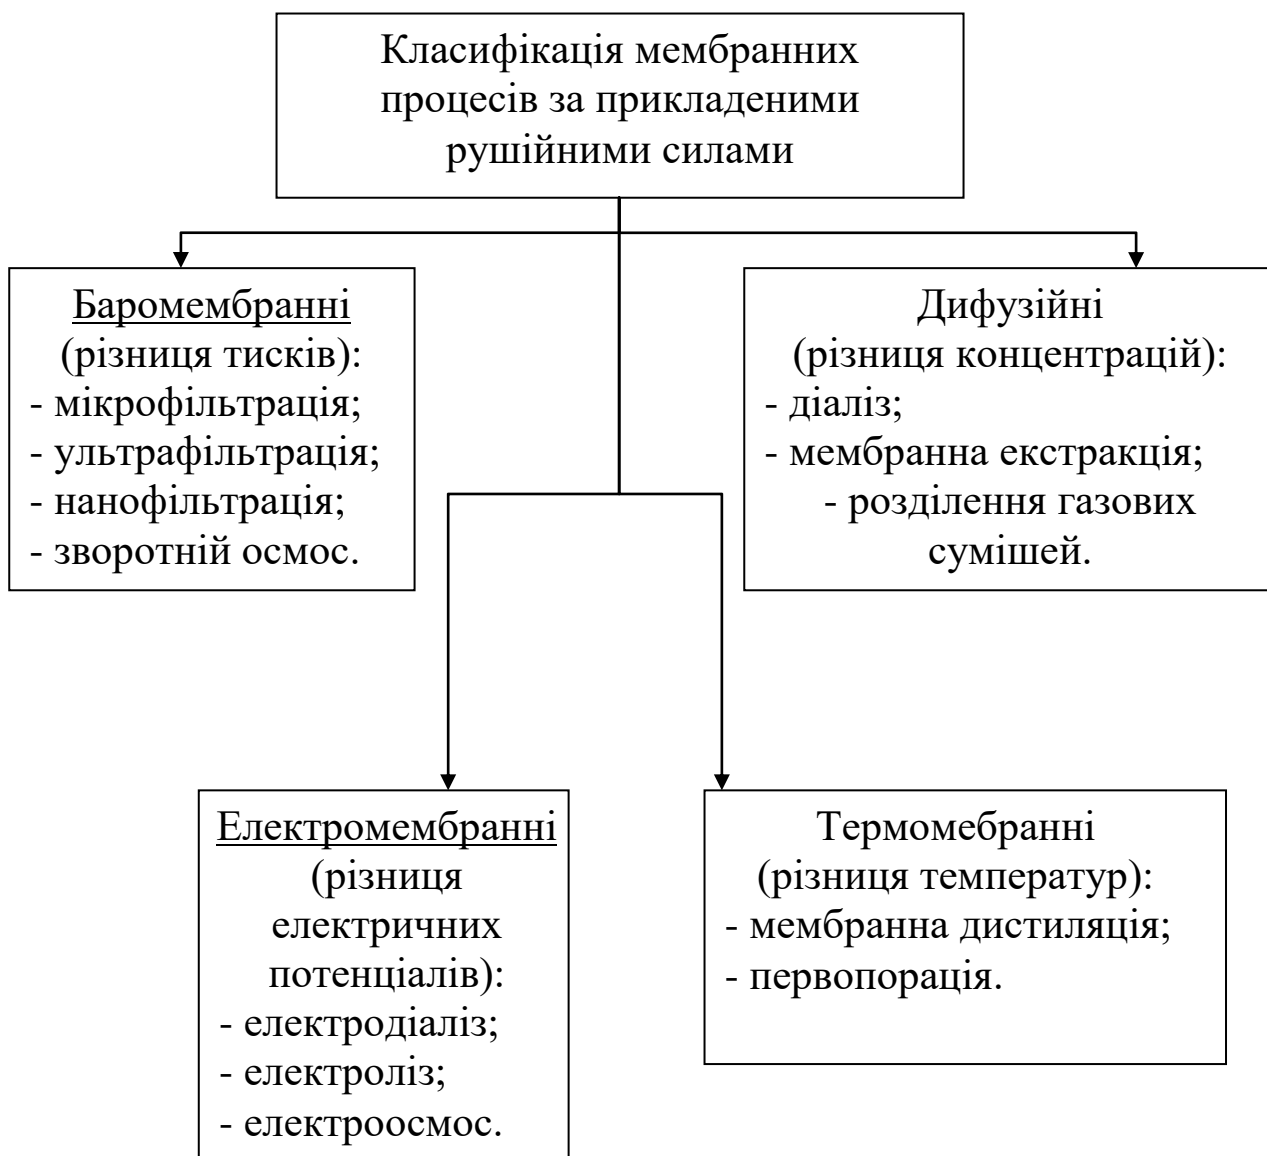 Класифікація мембранних
процесів за прикладеними
рушійними силами
Баромембранні
(різниця тисків):
- мікрофільтрація;
- ультрафільтрація;
- нанофільтрація;
- зворотній осмос.
Дифузійні
(різниця концентрацій):
- діаліз;
- мембранна екстракція;
- розділення газових
сумішей.
Електромембранні
(різниця
електричних
потенціалів):
- електродіаліз;
- електроліз;
- електроосмос.
Термомебранні
(різниця температур):
- мембранна дистиляція;
- первопорація.